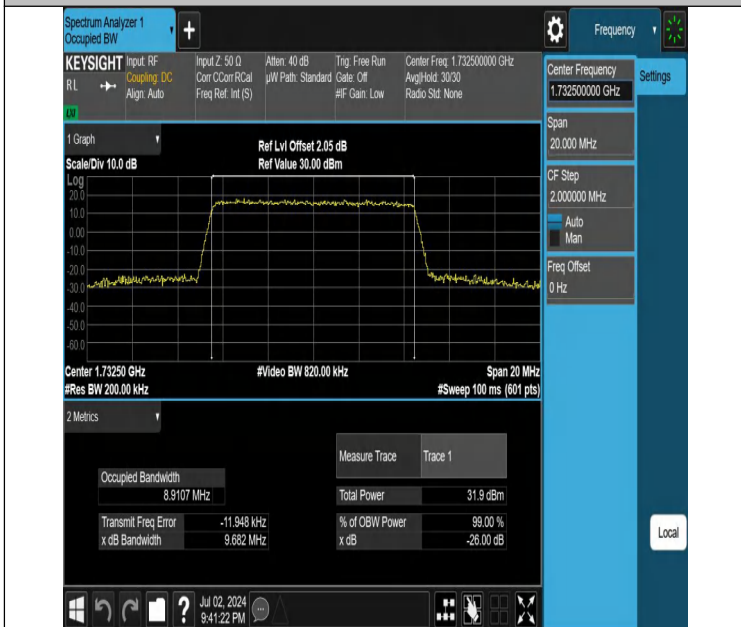 Spectrum Analyzer 1
Occupied BW
+
Frequency
KEYSIGHT
RL
LXI
Input: RF
Coupling: DC
Align: Auto
Input Z: 50 Ω
Corr CCorr RCal
Freq Ref: Int (S)
Atten: 40 dB
µW Path: Standard
Trig: Free Run
Gate: Off
#IF Gain: Low
Center Freq: 1.732500000 GHz
Avg|Hold: 30/30
Radio Std: None
Center Frequency
1.732500000 GHz
Settings
Span
20.000 MHz
CF Step
2.000000 MHz
Auto
Man
Freq Offset
0 Hz
Local
1 Graph
Scale/Div 10.0 dB
Ref Lvl Offset 2.05 dB
Ref Value 30.00 dBm
Log
20.0
10.0
0.00
-10.0
-20.0
-30.0
-40.0
-50.0
-60.0
Center 1.73250 GHz
#Video BW 820.00 kHz
Span 20 MHz
#Res BW 200.00 kHz
#Sweep 100 ms (601 pts)
2 Metrics
Measure Trace
Trace 1
Occupied Bandwidth
8.9107 MHz
Total Power
31.9 dBm
Transmit Freq Error
-11.948 kHz
% of OBW Power
99.00 %
x dB Bandwidth
9.682 MHz
x dB
-26.00 dB
?
Jul 02, 2024
9:41:22 PM